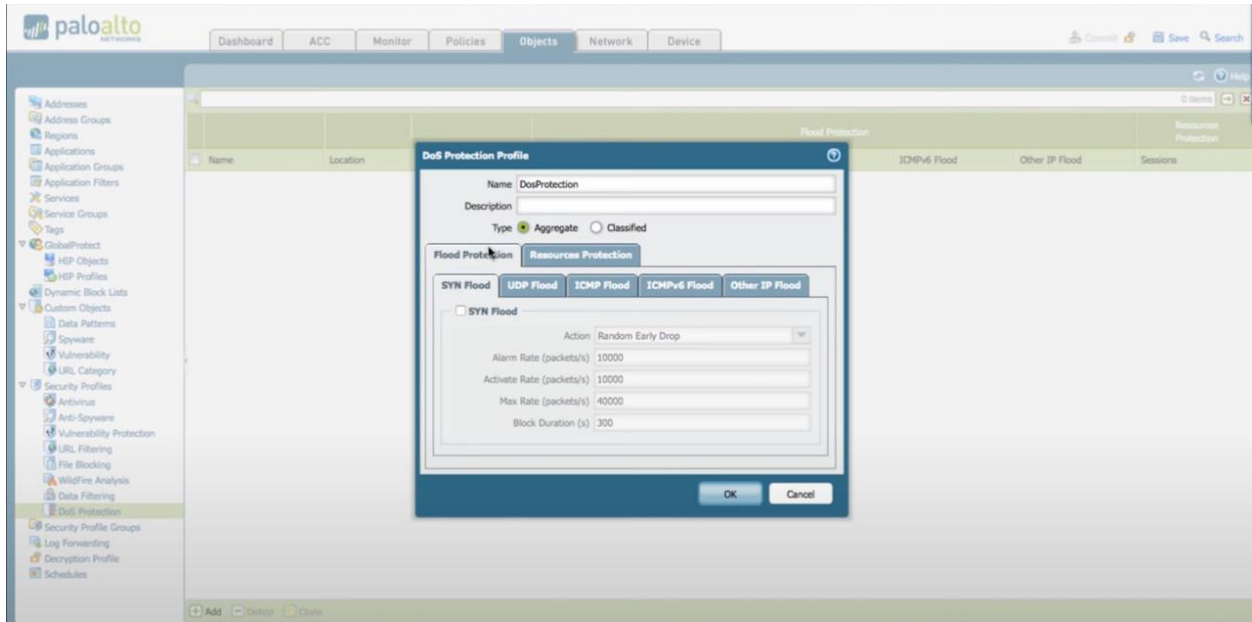 paloalto
NETWORKS
Dashboard ACC Monitor Policies Objects Network Device
Commit Save Search
Help
0 items
Addresses
Address Groups
Regions
Applications
Application Groups
Application Filters
Services
Service Groups
Tags
GlobalProtect
HIP Objects
HIP Profiles
Dynamic Block Lists
Custom Objects
Data Patterns
Spyware
Vulnerability
URL Category
Security Profiles
Antivirus
Anti-Spyware
Vulnerability Protection
URL Filtering
File Blocking
WildFire Analysis
Data Filtering
DoS Protection
Security Profile Groups
Log Forwarding
Decryption Profile
Schedules
Flood Protection
Resources
Protection
Name Location ICMPv6 Flood Other IP Flood Sessions
DoS Protection Profile
Name DosProtection
Description
Type Aggregate Classified
Flood Protection Resources Protection
SYN Flood UDP Flood ICMP Flood ICMPv6 Flood Other IP Flood
SYN Flood
Action Random Early Drop
Alarm Rate (packets/s) 10000
Activate Rate (packets/s) 10000
Max Rate (packets/s) 40000
Block Duration (s) 300
OK Cancel
Add Delete Clone